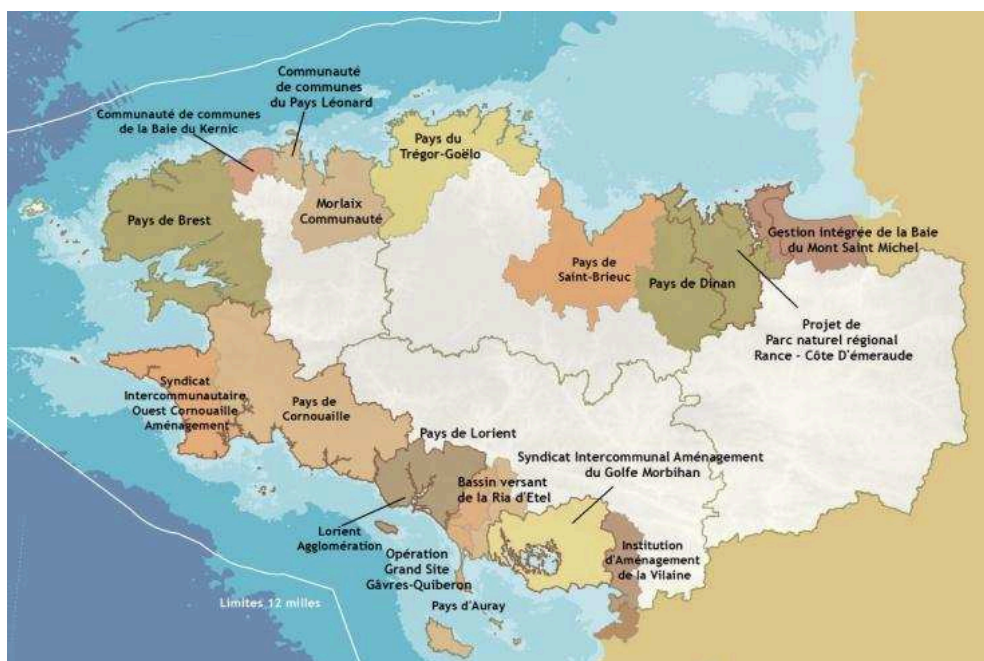 Communauté
de communes
du Pays Léonard
Communauté de communes
de la Baie du Kernic
Pays du
Trégor-Goëlo
Pays de Brest
Morlaix
Communauté
Gestion intégrée de la Baie
du Mont Saint Michel
Pays de
Saint-Brieuc
Pays de Dinan
Projet de
Parc naturel régional
Rance - Côte D'émeraude
Syndicat
Intercommunautaire
Ouest Cornouaille
Aménagement
Pays de
Cornouaille
Pays de Lorient
Syndicat Intercommunal Aménagement
du Golfe Morbihan
Bassin versant
de la Ria d'Etel
Lorient
Agglomération
Opération
Grand Site
Gâvres-Quiberon
Institution
d'Aménagement
de la Vilaine
Limites 12 milles
Pays d'Auray